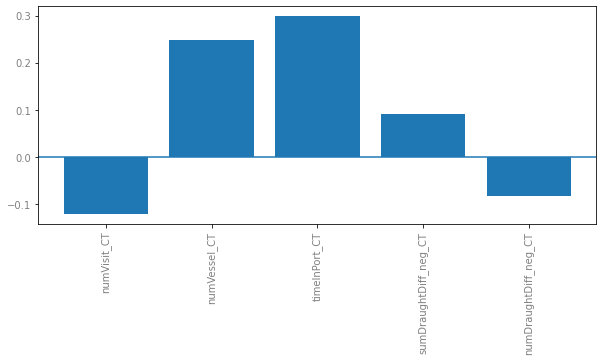 0.3
0.2
0.1
0.0
−0.1
numVisit_CT
numVessel_CT
timeInPort_CT
sumDraughtDiff_neg_CT
numDraughtDiff_neg_CT